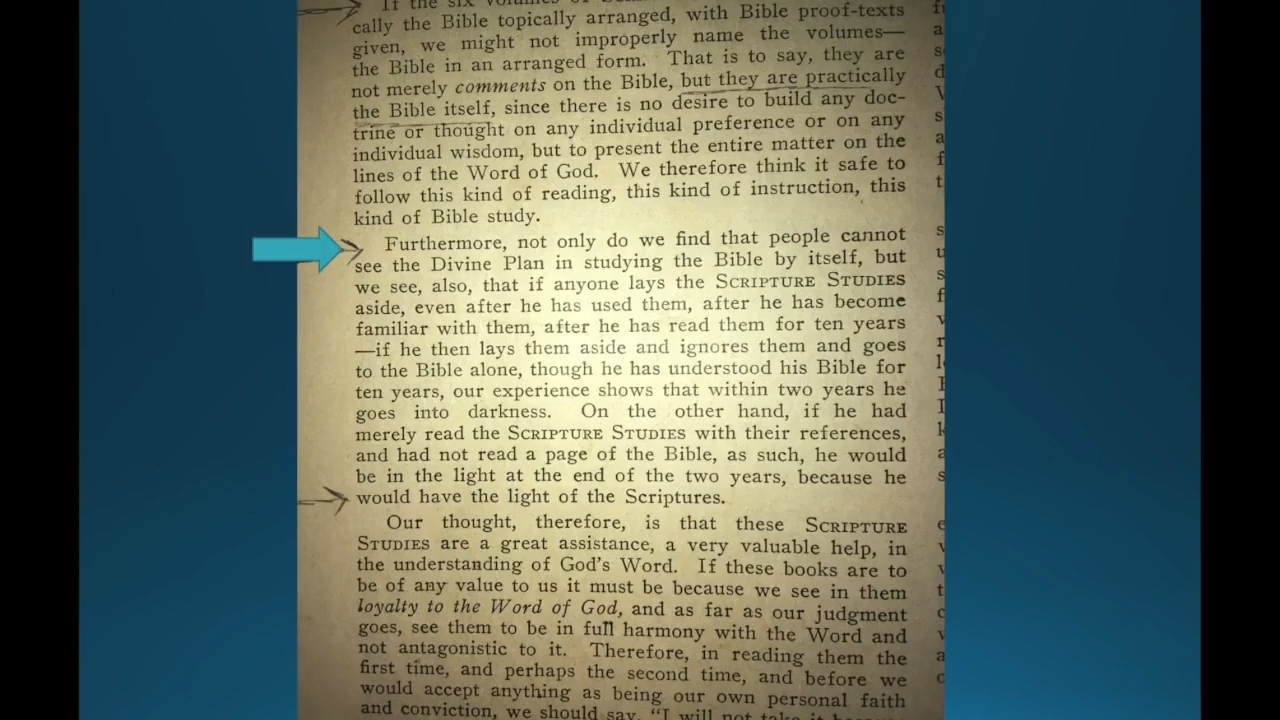 If the six volumes of
cally the Bible topically arranged, with Bible proof-texts
given, we might not improperly name the volumes—
the Bible in an arranged form. That is to say, they are
not merely comments on the Bible, but they are practically
the Bible itself, since there is no desire to build any doc-
trine or thought on any individual preference or on any
individual wisdom, but to present the entire matter on the
lines of the Word of God. We therefore think it safe to
follow this kind of reading, this kind of instruction, this
kind of Bible study.
Furthermore, not only do we find that people cannot
see the Divine Plan in studying the Bible by itself, but
we see, also, that if anyone lays the SCRIPTURE STUDIES
aside, even after he has used them, after he has become
familiar with them, after he has read them for ten years
—if he then lays them aside and ignores them and goes
to the Bible alone, though he has understood his Bible for
ten years, our experience shows that within two years he
goes into darkness. On the other hand, if he had
merely read the SCRIPTURE STUDIES with their references,
and had not read a page of the Bible, as such, he would
be in the light at the end of the two years, because he
would have the light of the Scriptures.
Our thought, therefore, is that these SCRIPTURE
STUDIES are a great assistance, a very valuable help, in
the understanding of God's Word. If these books are to
be of any value to us it must be because we see in them
loyalty to the Word of God, and as far as our judgment
goes, see them to be in full harmony with the Word and
not antagonistic to it. Therefore, in reading them the
first time, and perhaps the second time, and before we
would accept anything as being our own personal faith
and conviction, we should say, "I will not take it because